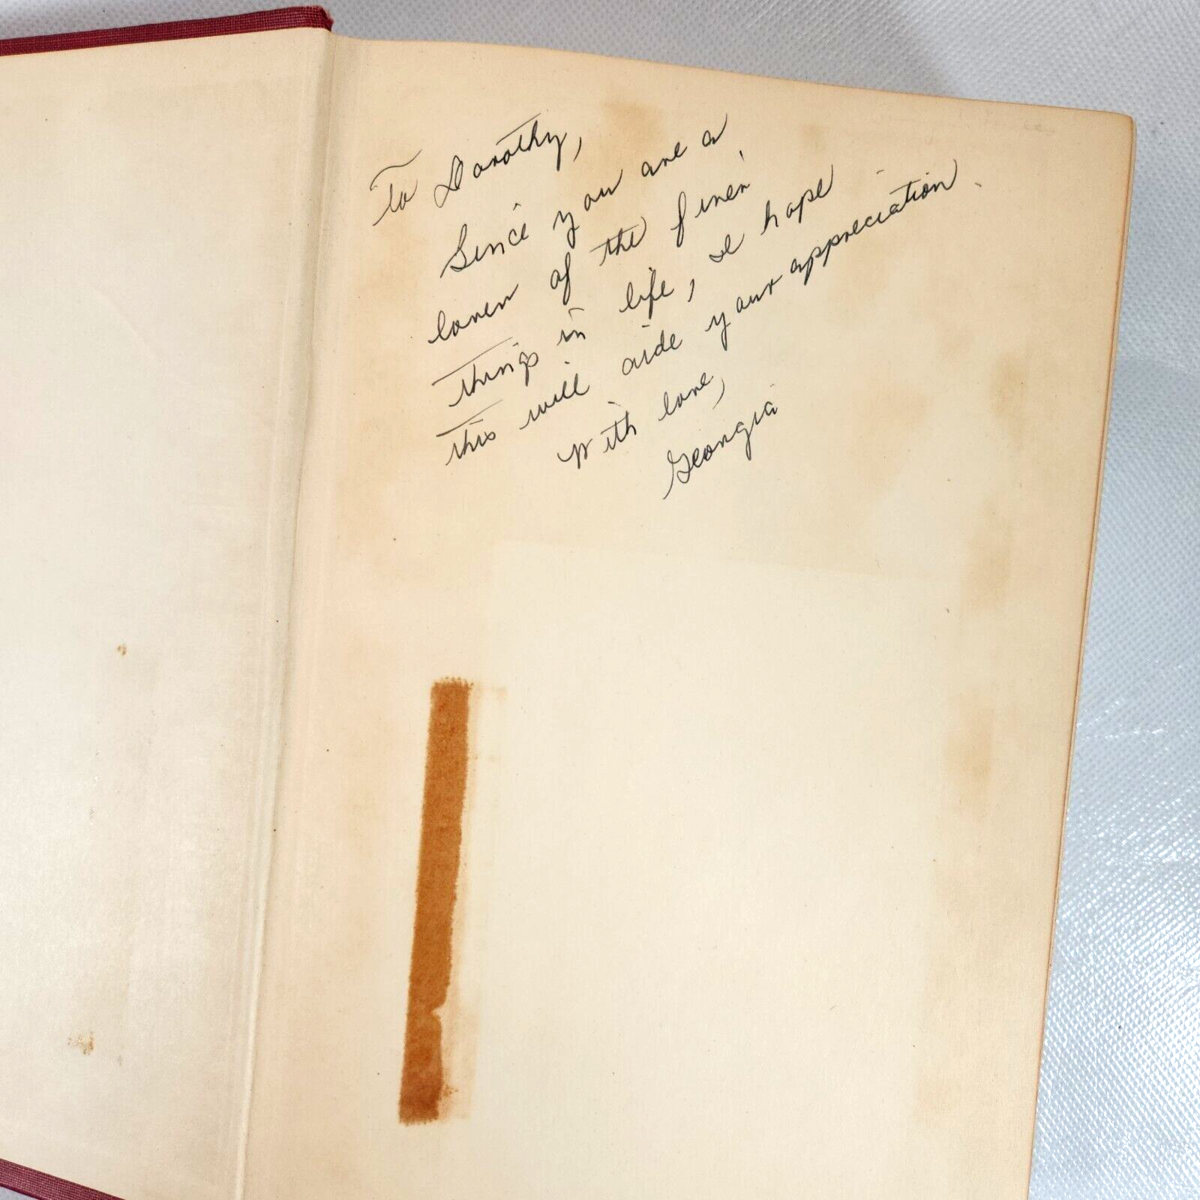 To Dorothy,
Since you are a
lover of the finer
things in life, I hope
this will aide your appreciation.
With love,
Georgia